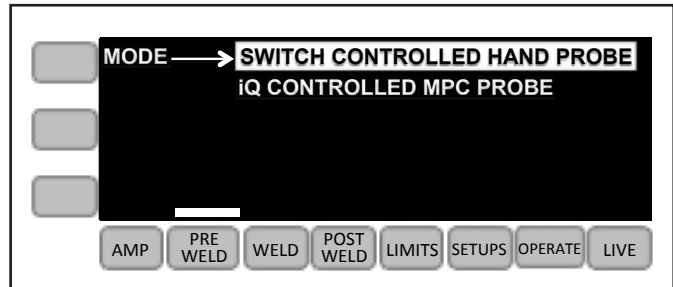 MODE SWITCH CONTROLLED HAND PROBE
iQ CONTROLLED MPC PROBE
AMP
PRE
WELD
WELD
POST
WELD
LIMITS
SETUPS
OPERATE
LIVE